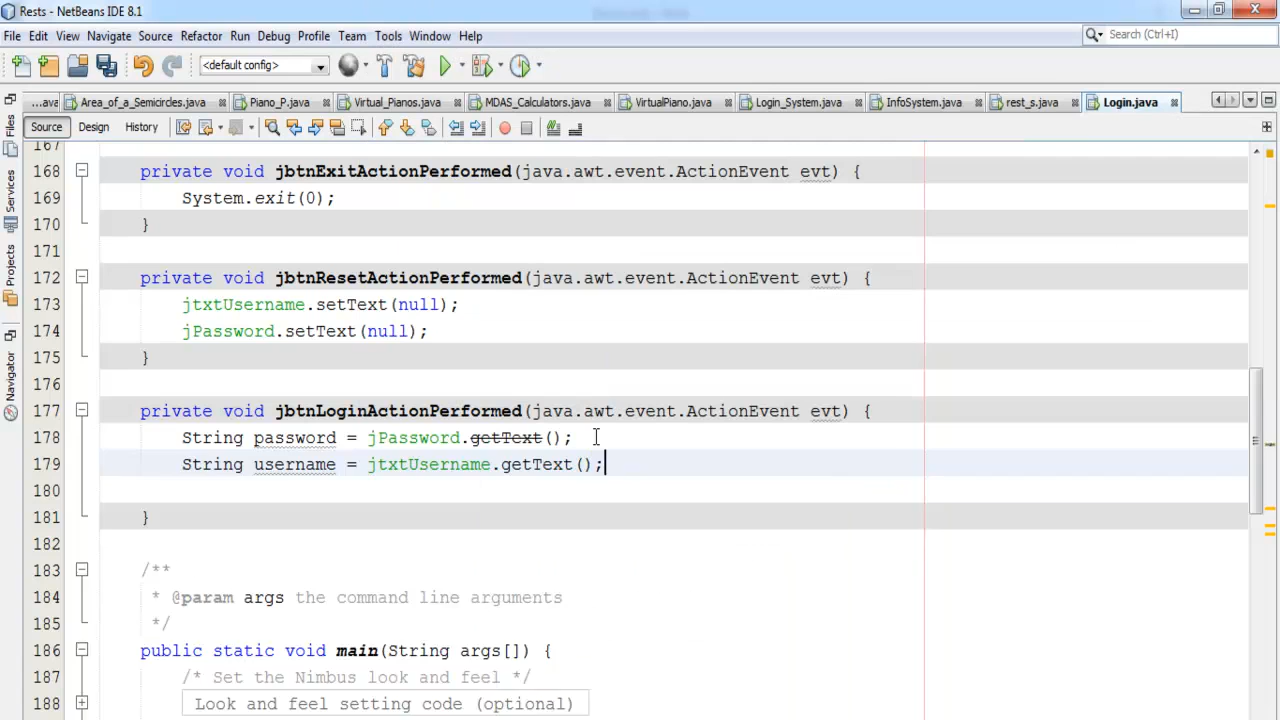 Rests - NetBeans IDE 8.1
File Edit View Navigate Source Refactor Run Debug Profile Team Tools Window Help
Search (Ctrl+I)
<default config>
...ava Area_of_a_Semicirdes.java Piano_P.java Virtual_Pianos.java MDAS_Calculators.java VirtualPiano.java Login_System.java InfoSystem.java rest_s.java Login.java
Source Design History
Files
Services
Projects
Navigator
167
168 private void jbtnExitActionPerformed(java.awt.event.ActionEvent evt) {
169 System.exit(0);
170 }
171
172 private void jbtnResetActionPerformed(java.awt.event.ActionEvent evt) {
173 jtxtUsername.setText(null);
174 jPassword.setText(null);
175 }
176
177 private void jbtnLoginActionPerformed(java.awt.event.ActionEvent evt) {
178 String password = jPassword.getText();
179 String username = jtxtUsername.getText();
180
181 }
182
183 /**
184 * @param args the command line arguments
185 */
186 public static void main(String args[]) {
187 /* Set the Nimbus look and feel */
188 Look and feel setting code (optional)